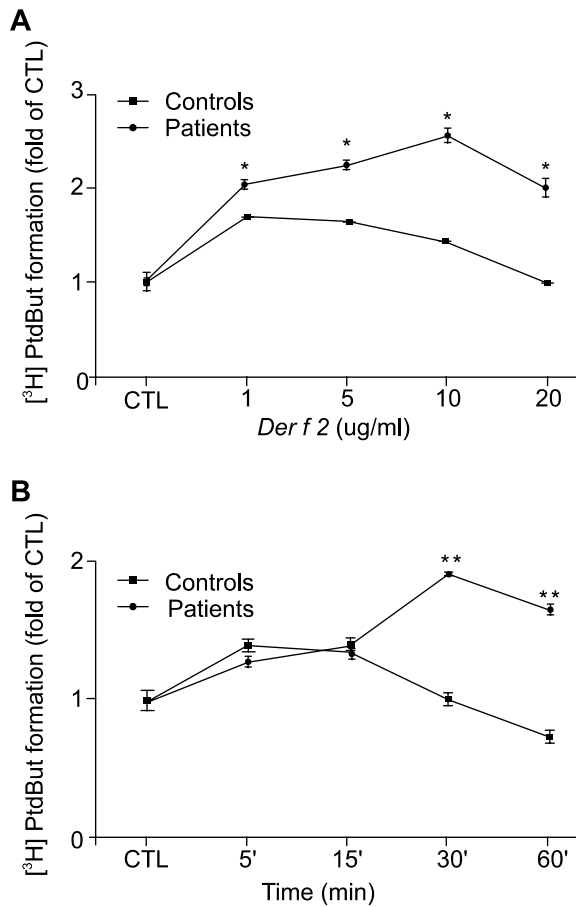 A
[³H] PtdBut formation (fold of CTL)
3
2
1
0
Controls
Patients
*
*
*
*
CTL
1
5
10
20
Der f 2 (ug/ml)
B
[³H] PtdBut formation (fold of CTL)
2
1
0
Controls
Patients
**
**
CTL
5'
15'
30'
60'
Time (min)